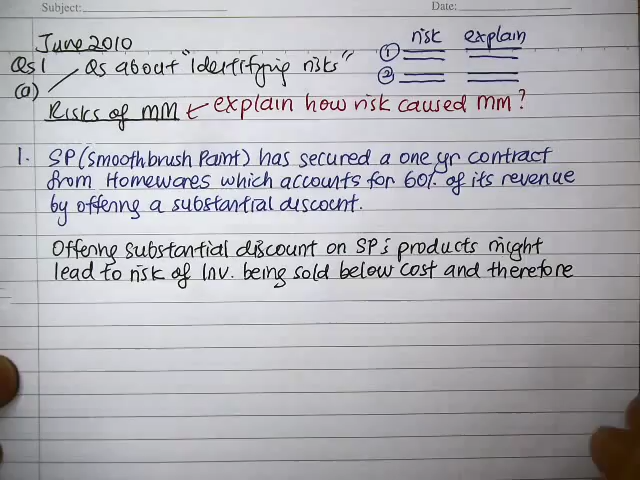 Subject: Date:
June 2010
Qs 1 Qs about "identifying risks"
(a)
risk explain
①
②
Risks of MM ← explain how risk caused MM?
1. SP (Smoothbrush Paint) has secured a one yr contract
from Homewares which accounts for 60% of its revenue
by offering a substantial discount.
Offering substantial discount on SP's products might
lead to risk of Inv. being sold below cost and therefore